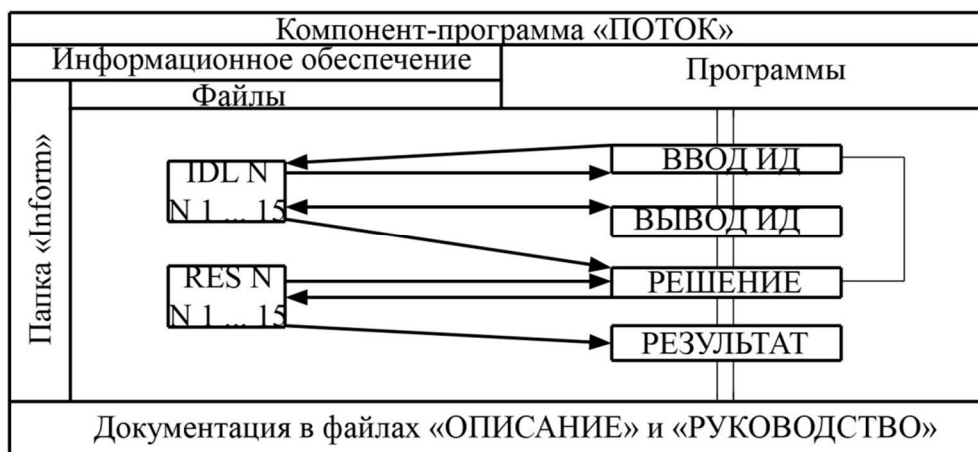 Компонент-программа «ПОТОК»
Информационное обеспечение
Программы
Файлы
Папка «Inform»
IDL N
N 1 ... 15
RES N
N 1 ... 15
ВВОД ИД
ВЫВОД ИД
РЕШЕНИЕ
РЕЗУЛЬТАТ
Документация в файлах «ОПИСАНИЕ» и «РУКОВОДСТВО»